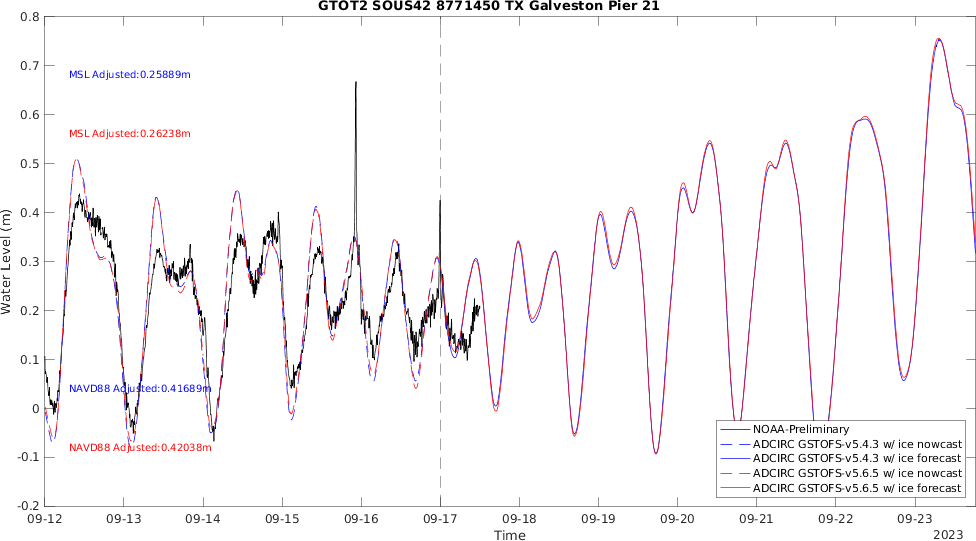 GTOT2 SOUS42 8771450 TX Galveston Pier 21
0.8
0.7
0.6
0.5
0.4
0.3
0.2
0.1
0
-0.1
-0.2
Water Level (m)
MSL Adjusted:0.25889m
MSL Adjusted:0.26238m
NAVD88 Adjusted:0.41689m
NAVD88 Adjusted:0.42038m
NOAA-Preliminary
ADCIRC GSTOFS-v5.4.3 w/ ice nowcast
ADCIRC GSTOFS-v5.4.3 w/ ice forecast
ADCIRC GSTOFS-v5.6.5 w/ ice nowcast
ADCIRC GSTOFS-v5.6.5 w/ ice forecast
09-12 09-13 09-14 09-15 09-16 09-17 09-18 09-19 09-20 09-21 09-22 09-23
Time
2023